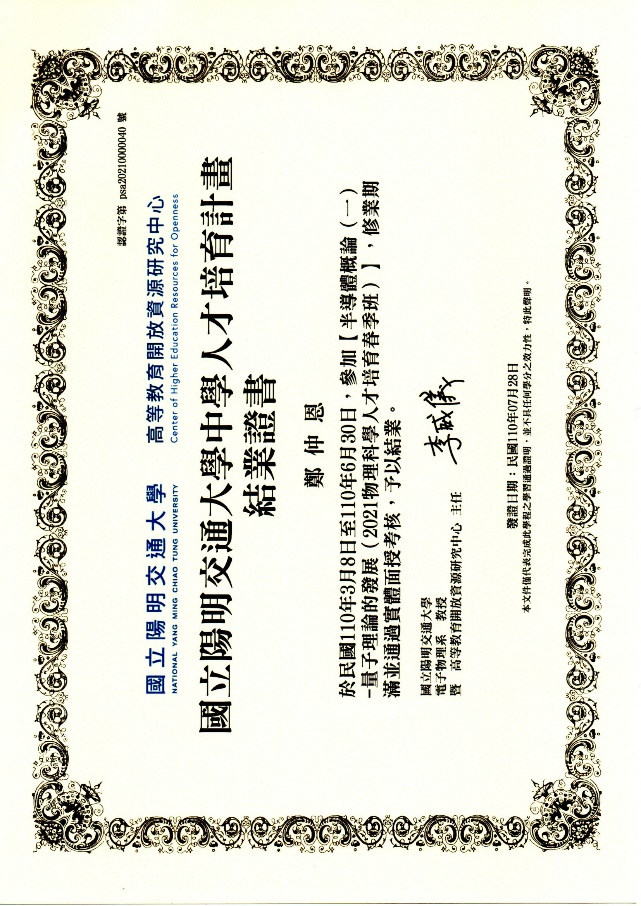 認證字第 psa20210000040 號
國立陽明交通大學 高等教育開放資源研究中心
NATIONAL YANG MING CHIAO TUNG UNIVERSITY Center of Higher Education Resources for Openness
國立陽明交通大學中學人才培育計畫
結業證書
鄭仲恩
於民國110年3月8日至110年6月30日，參加【半導體概論（一）
-量子理論的發展（2021物理科學人才培育春季班）】，修業期
滿並通過實體面授考核，予以結業。
國立陽明交通大學
電子物理系 教授
暨 高等教育開放資源研究中心 主任
李威儀
發證日期：民國110年07月28日
本文件僅代表完成此學程之學習通過證明，並不具任何學分之效力性，特此聲明。